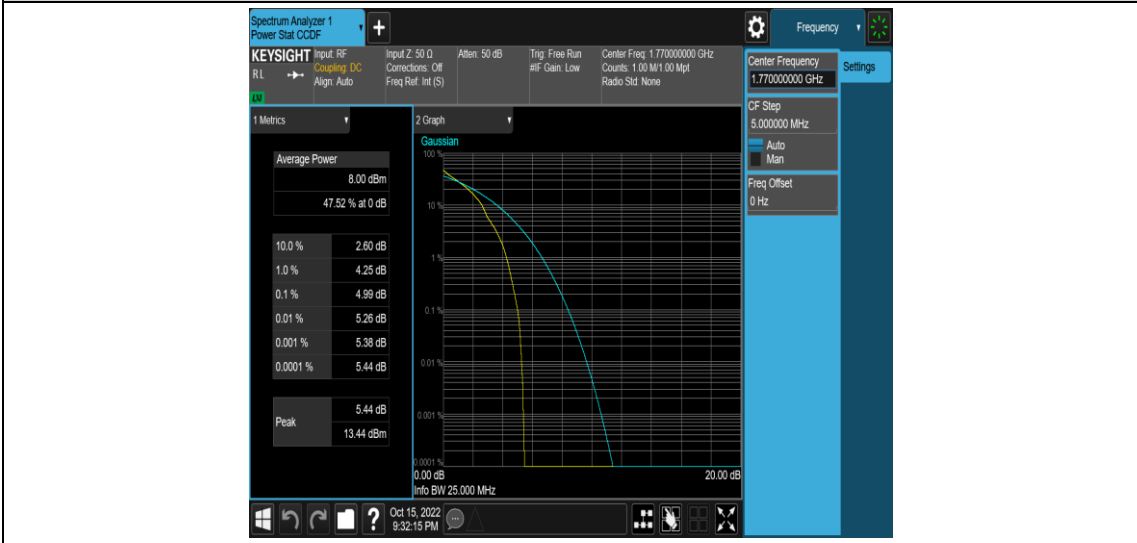 Spectrum Analyzer 1
Power Stat CCDF
+
Frequency
KEYSIGHT
RL
LNI
Input: RF
Coupling: DC
Align: Auto
Input Z: 50 Ω
Corrections: Off
Freq Ref: Int (S)
Atten: 50 dB
Trig: Free Run
#IF Gain: Low
Center Freq: 1.770000000 GHz
Counts: 1.00 M/1.00 Mpt
Radio Std: None
Center Frequency
1.77000000 GHz
Settings
CF Step
5.000000 MHz
Auto
Man
Freq Offset
0 Hz
1 Metrics
Average Power
8.00 dBm
47.52 % at 0 dB
10.0 % 2.60 dB
1.0 % 4.25 dB
0.1 % 4.99 dB
0.01 % 5.26 dB
0.001 % 5.38 dB
0.0001 % 5.44 dB
Peak
5.44 dB
13.44 dBm
2 Graph
Gaussian
100 %
10 %
1 %
0.1 %
0.01 %
0.001 %
0.0001 %
0.00 dB 20.00 dB
Info BW 25.000 MHz
?
Oct 15, 2022
9:32:15 PM